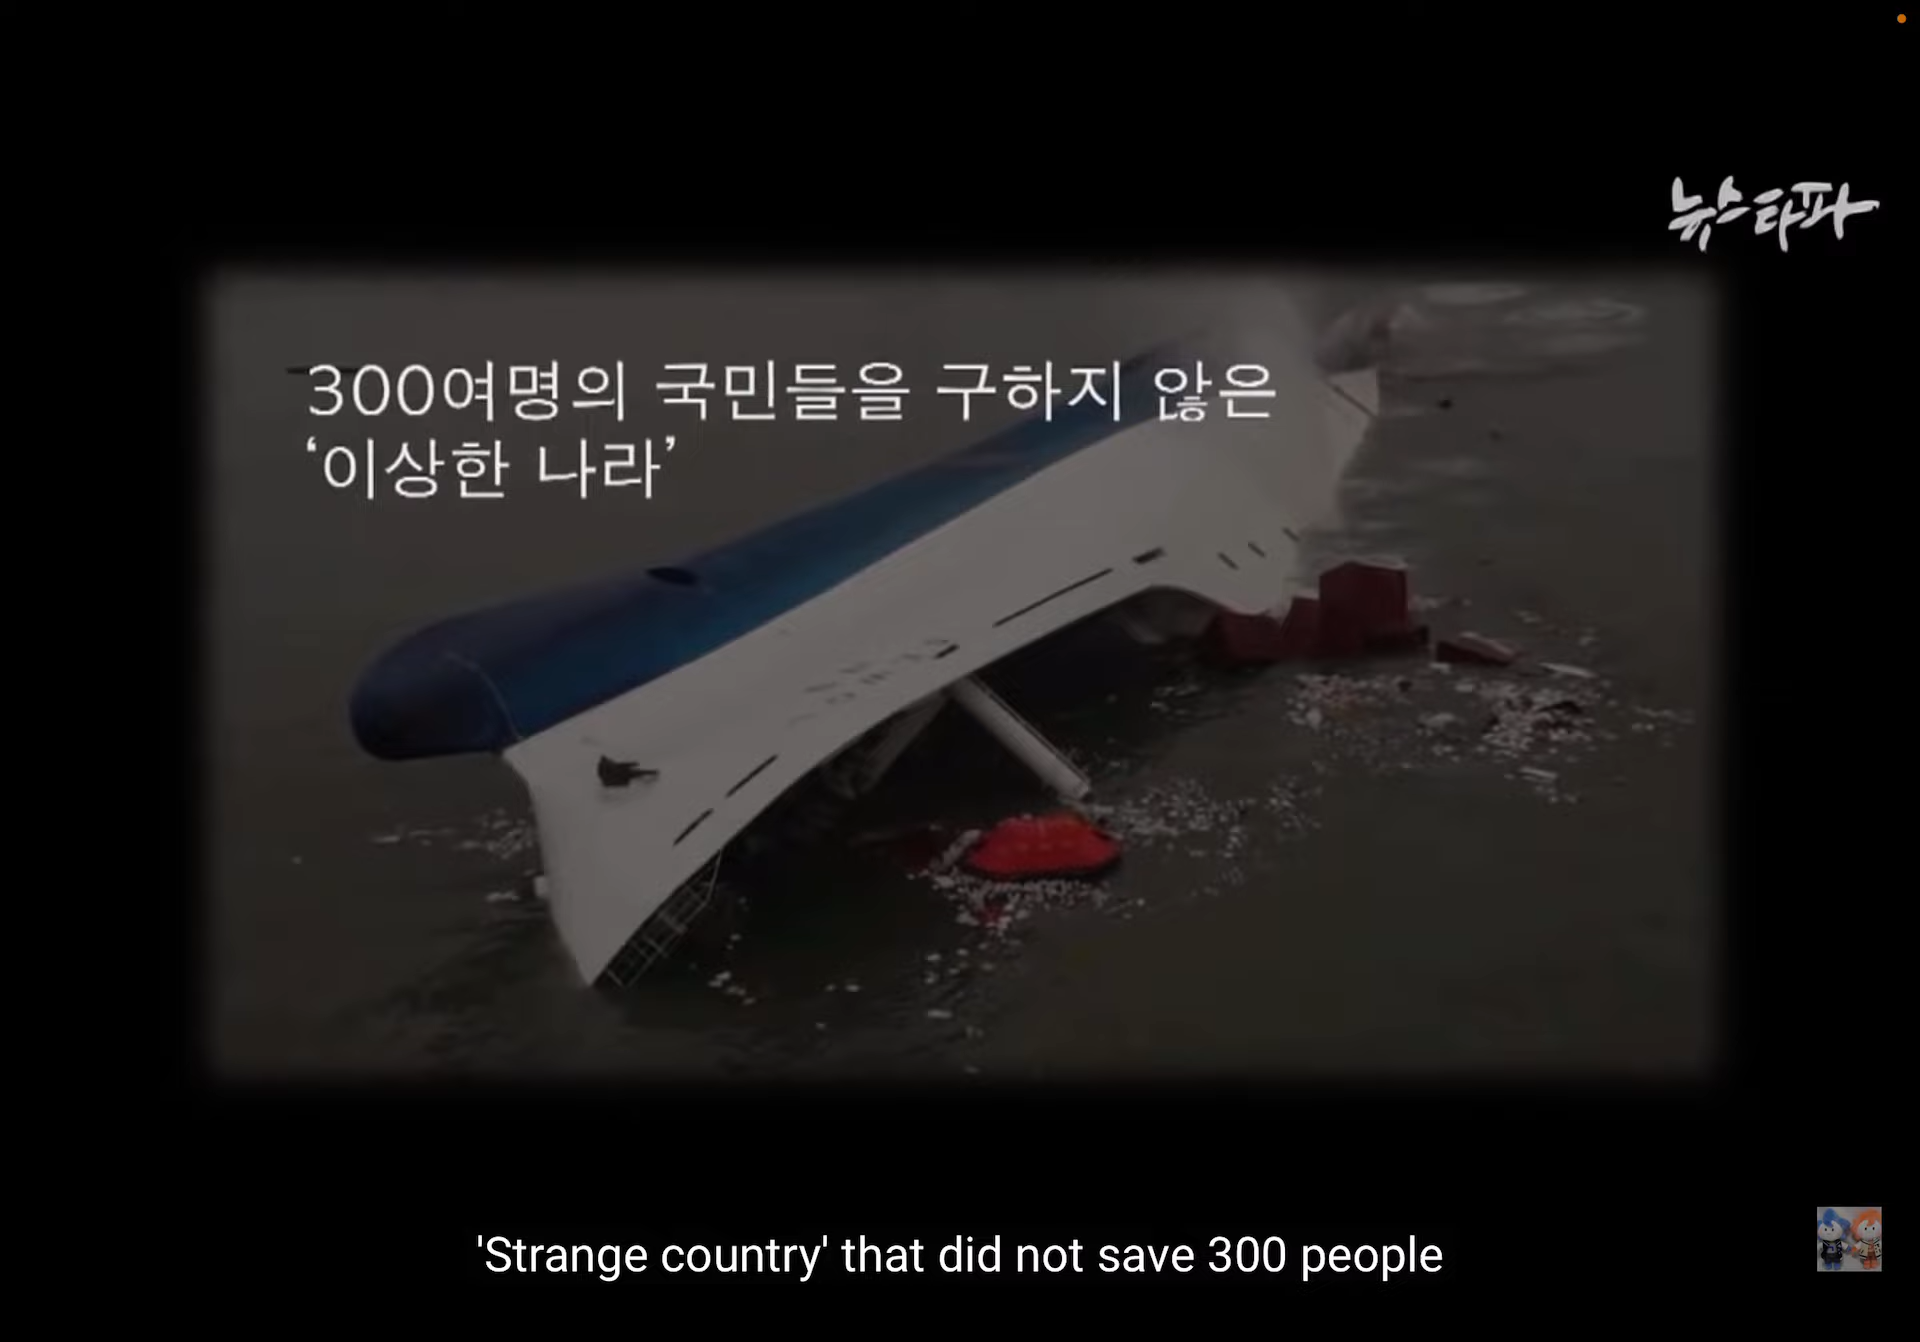 뉴스타파
300여명의 국민들을 구하지 않은
‘이상한 나라’
'Strange country' that did not save 300 people